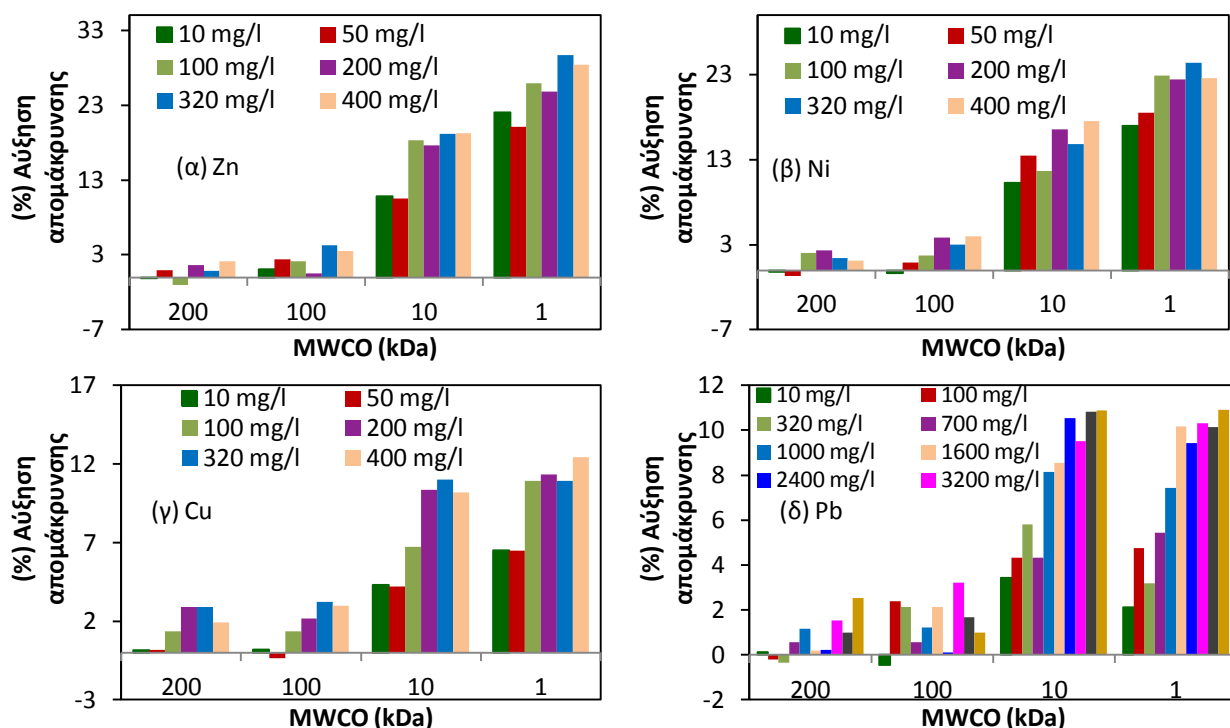 (%) Αύξηση
απομάκρυνσης
33
23
13
3
-7
10 mg/l 50 mg/l
100 mg/l 200 mg/l
320 mg/l 400 mg/l
(α) Zn
200 100 10 1
MWCO (kDa)
(%) Αύξηση
απομάκρυνσης
23
13
3
-7
10 mg/l 50 mg/l
100 mg/l 200 mg/l
320 mg/l 400 mg/l
(β) Ni
200 100 10 1
MWCO (kDa)
(%) Αύξηση
απομάκρυνσης
17
12
7
2
-3
10 mg/l 50 mg/l
100 mg/l 200 mg/l
320 mg/l 400 mg/l
(γ) Cu
200 100 10 1
MWCO (kDa)
(%) Αύξηση
απομάκρυνσης
12
10
8
6
4
2
0
-2
10 mg/l 100 mg/l
320 mg/l 700 mg/l
1000 mg/l 1600 mg/l
2400 mg/l 3200 mg/l
(δ) Pb
200 100 10 1
MWCO (kDa)